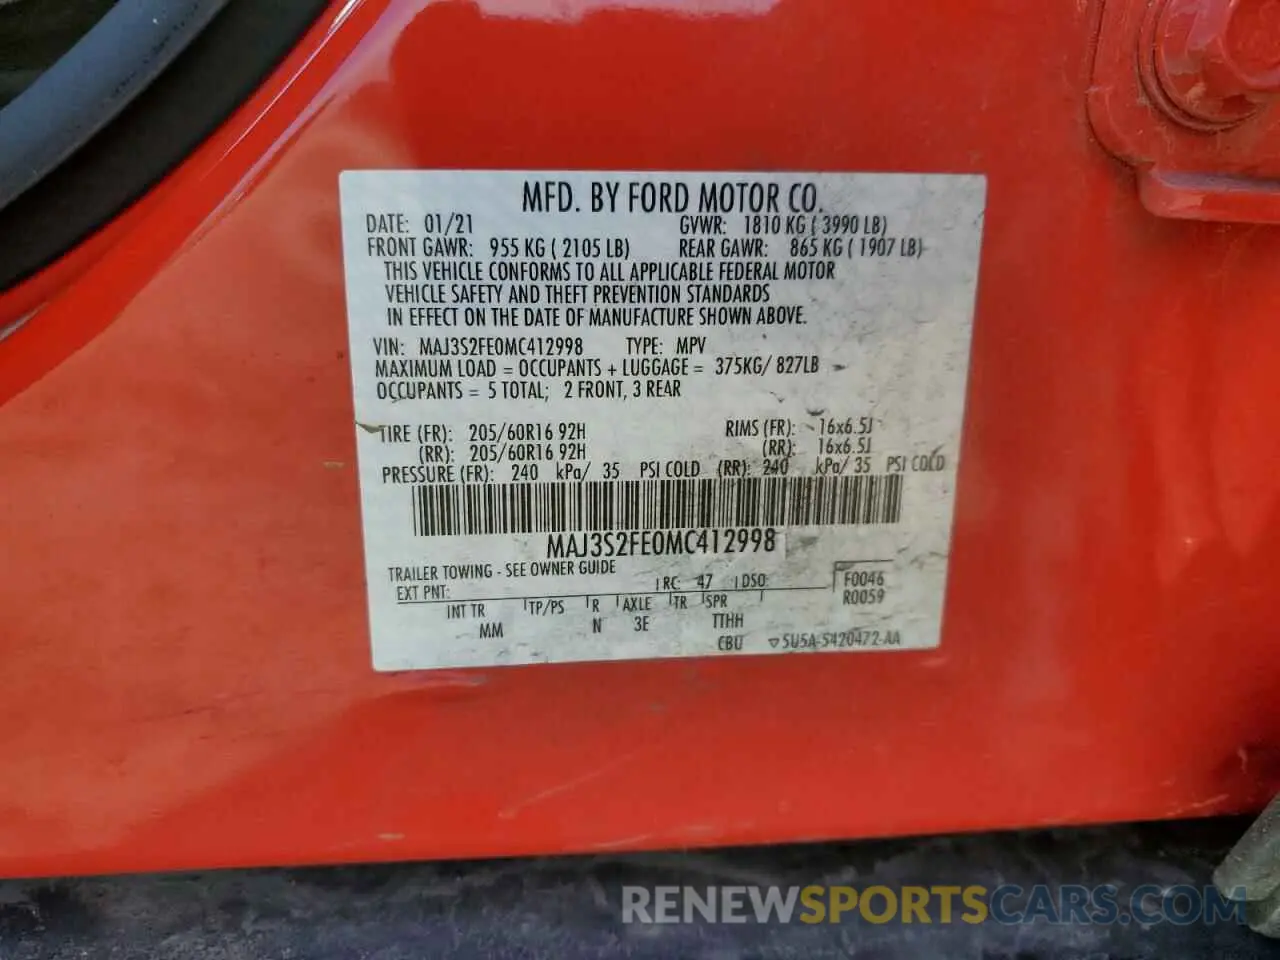 MFD. BY FORD MOTOR CO.
DATE: 01/21 GVWR: 1810 KG ( 3990 LB)
FRONT GAWR: 955 KG ( 2105 LB) REAR GAWR: 865 KG ( 1907 LB)
THIS VEHICLE CONFORMS TO ALL APPLICABLE FEDERAL MOTOR
VEHICLE SAFETY AND THEFT PREVENTION STANDARDS
IN EFFECT ON THE DATE OF MANUFACTURE SHOWN ABOVE.
VIN: MAJ3S2FE0MC412998 TYPE: MPV
MAXIMUM LOAD = OCCUPANTS + LUGGAGE = 375KG/ 827LB
OCCUPANTS = 5 TOTAL; 2 FRONT, 3 REAR
TIRE (FR): 205/60R16 92H RIMS (FR): 16x6.5J
(RR): 205/60R16 92H (RR): 16x6.5J
PRESSURE (FR): 240 kPa/ 35 PSI COLD (RR): 240 kPa/ 35 PSI COLD
MAJ3S2FE0MC412998
TRAILER TOWING - SEE OWNER GUIDE
EXT PNT: RC: 47 DSO: F0046
INT TR TP/PS R AXLE TR SPR R0059
MM N 3E TTHH
CBU 5U5A-5420472-AA
RENEWSPORTSCARS.COM